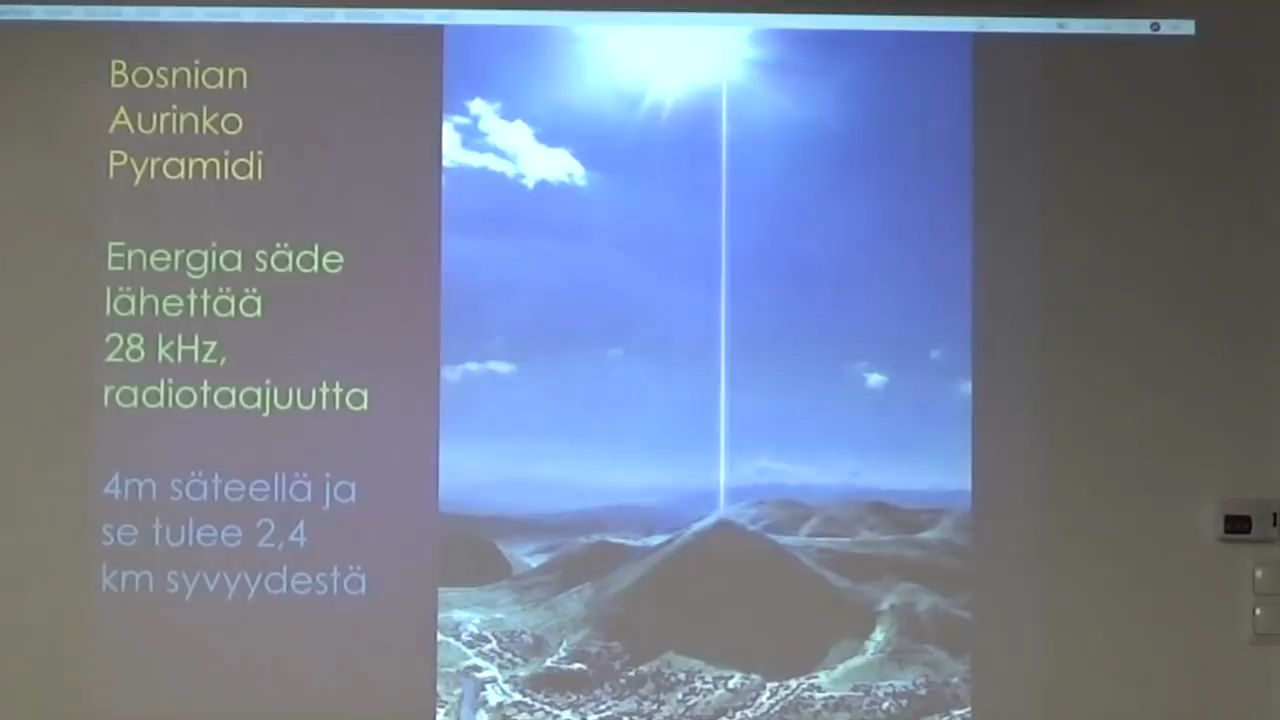 Bosnian
Aurinko
Pyramidi
Energia säde
lähettää
28 kHz,
radiotaajuutta
4m säteellä ja
se tulee 2,4
km syvyydestä